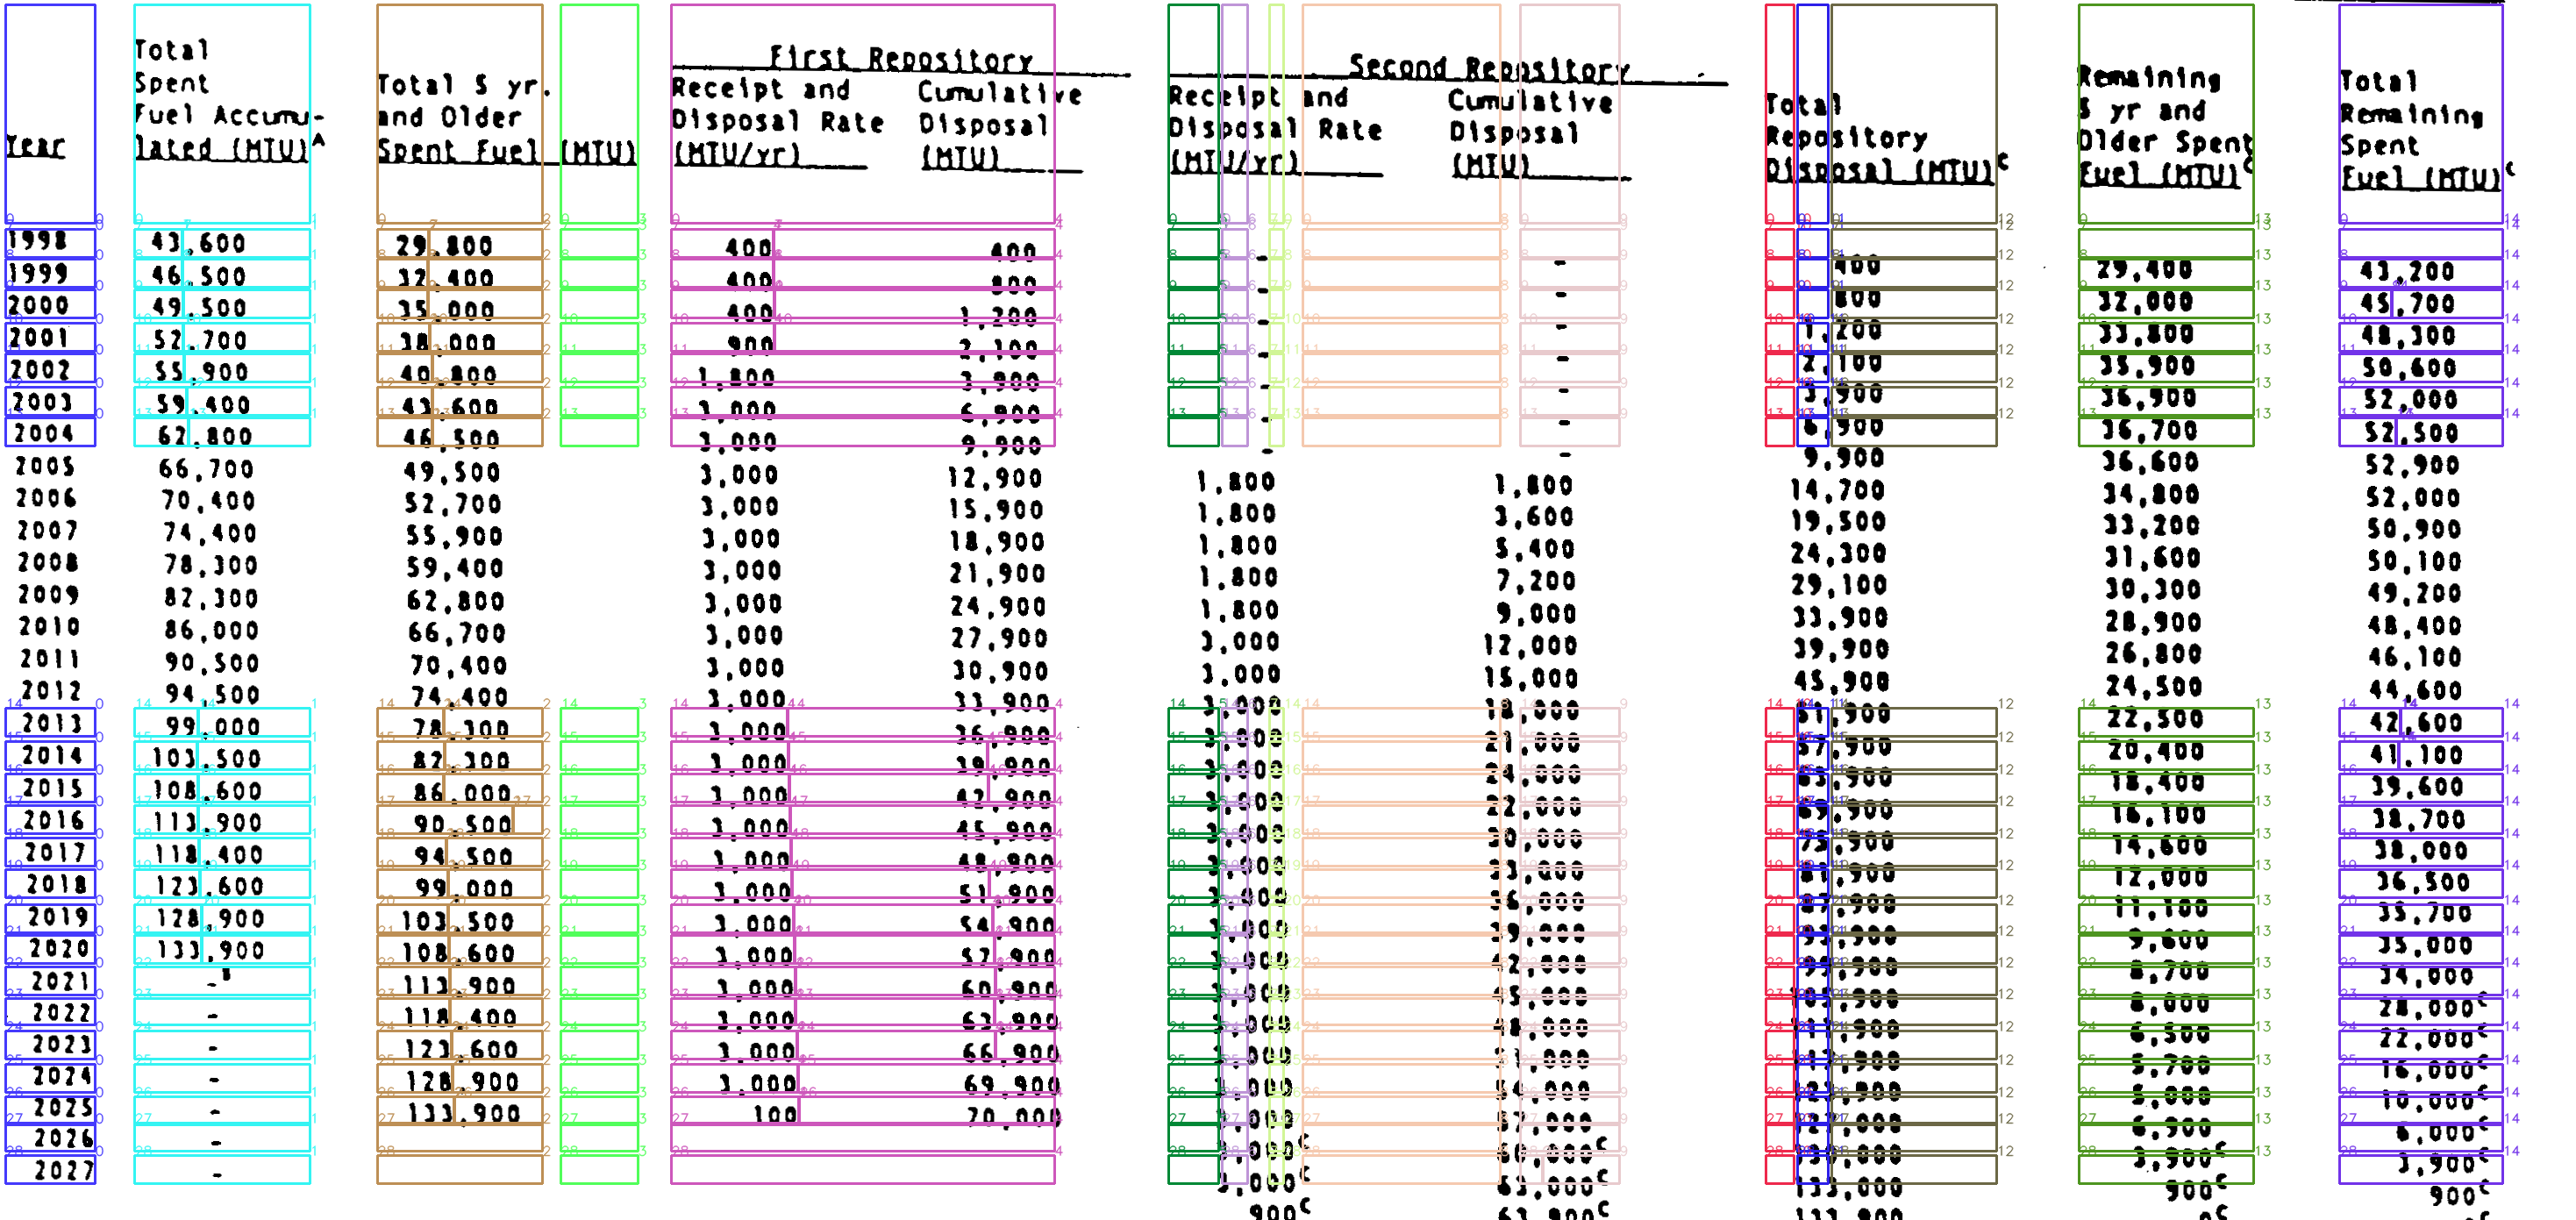 First Repository Second Repository
Year Total Spent Fuel Accumu-lated (MTU)A Total 5 yr. and Older Spent Fuel (MTU) Receipt and Disposal Rate (MTU/yr) Cumulative Disposal (MTU) Receipt and Disposal Rate (MTU/yr) Cumulative Disposal (MTU) Total Repository Disposal (MTU)C Remaining 5 yr and Older Spent Fuel (MTU)C Total Remaining Spent Fuel (MTU)C
1998 43,600 29,800 400 400 - - 400 29,400 43,200
1999 46,500 32,400 400 800 - - 800 32,000 45,700
2000 49,500 35,000 400 1,200 - - 1,200 33,800 48,300
2001 52,700 38,000 900 2,100 - - 2,100 35,900 50,600
2002 55,900 40,800 1,800 3,900 - - 3,900 36,900 52,000
2003 59,400 43,600 3,000 6,900 - - 6,900 36,700 52,500
2004 62,800 46,500 3,000 9,900 - - 9,900 36,600 52,900
2005 66,700 49,500 3,000 12,900 1,800 1,800 14,700 34,800 52,000
2006 70,400 52,700 3,000 15,900 1,800 3,600 19,500 33,200 50,900
2007 74,400 55,900 3,000 18,900 1,800 5,400 24,300 31,600 50,100
2008 78,300 59,400 3,000 21,900 1,800 7,200 29,100 30,300 49,200
2009 82,300 62,800 3,000 24,900 1,800 9,000 33,900 28,900 48,400
2010 86,000 66,700 3,000 27,900 3,000 12,000 39,900 26,800 46,100
2011 90,500 70,400 3,000 30,900 3,000 15,000 45,900 24,500 44,600
2012 94,500 74,400 3,000 33,900 3,000 18,000 51,900 22,500 42,600
2013 99,000 78,300 3,000 36,900 3,000 21,000 57,900 20,400 41,100
2014 103,500 82,300 3,000 39,900 3,000 24,000 63,900 18,400 39,600
2015 108,600 86,000 3,000 42,900 3,000 22,000 69,900 16,100 38,700
2016 113,900 90,500 3,000 45,900 3,000 30,000 75,900 14,600 38,000
2017 118,400 94,500 3,000 48,900 3,000 33,000 81,900 12,000 36,500
2018 123,600 99,000 3,000 51,900 3,000 36,000 87,900 11,100 35,700
2019 128,900 103,500 3,000 54,900 3,000 39,000 93,900 9,600 35,000
2020 133,900 108,600 3,000 57,900 3,000 42,000 99,900 8,700 34,000
2021 - 113,900 3,000 60,900 3,000 45,000 105,900 8,000 28,000C
2022 - 118,400 3,000 63,900 3,000 48,000 111,900 6,500 22,000C
2023 - 123,600 3,000 66,900 3,000 51,000 117,900 5,700 16,000C
2024 - 128,900 3,000 69,900 3,000 54,000 123,900 5,000 10,000C
2025 - 133,900 100 70,000 3,000 57,000 127,000 6,900 6,000C
2026 - 3,000C 60,000C 130,000 3,900C 3,900C
2027 - 3,000C 63,000C 133,000 900C 900C
900C 63,900C 133,900